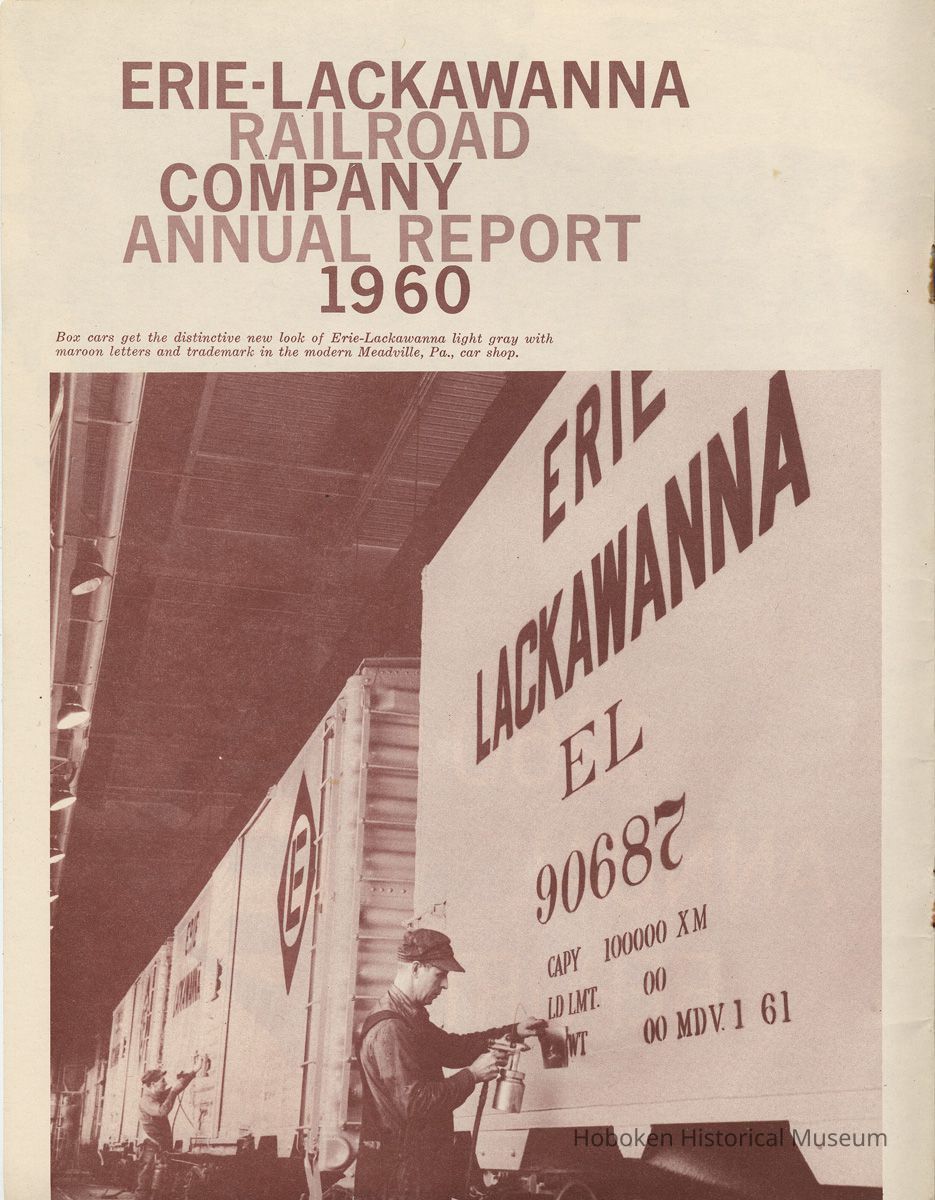 ERIE-LACKAWANNA
RAILROAD
COMPANY
ANNUAL REPORT
1960
Box cars get the distinctive new look of Erie-Lackawanna light gray with
maroon letters and trademark in the modern Meadville, Pa., car shop.
ERIE
LACKAWANNA
EL
90687
CAPY 100000 XM
LD LMT. 00
WT 00 MDV. 1 61
E
Hoboken Historical Museum